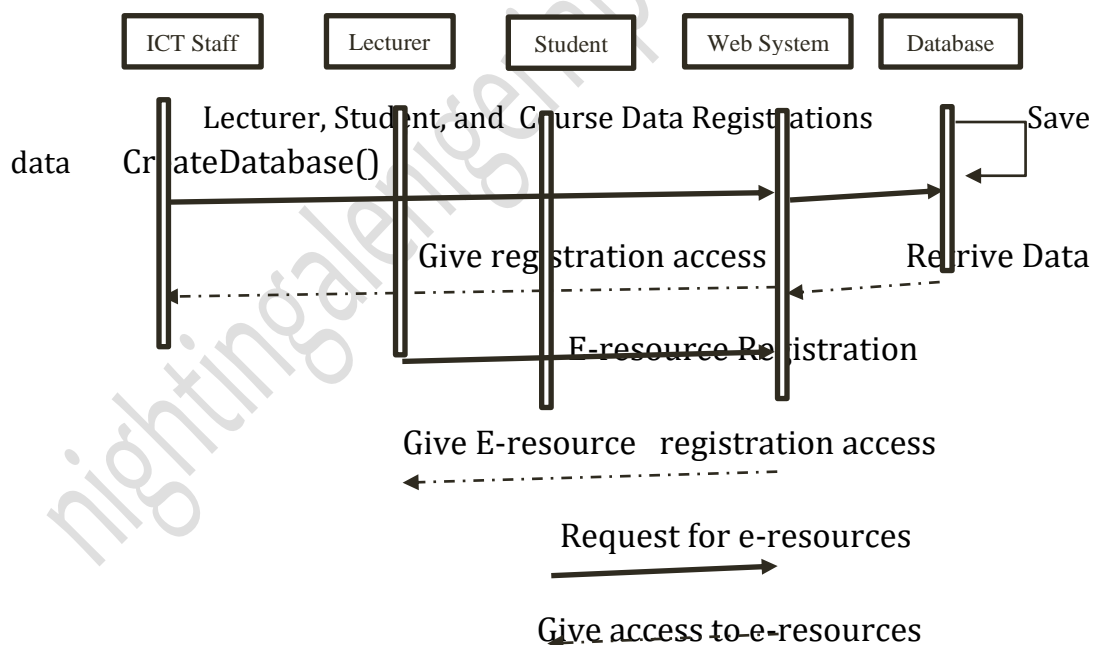 ICT Staff Lecturer Student Web System Database
Lecturer, Student, and Course Data Registrations Save
data CreateDatabase()
Give registration access Retrive Data
E-resource Registration
Give E-resource registration access
Request for e-resources
Give access to e-resources